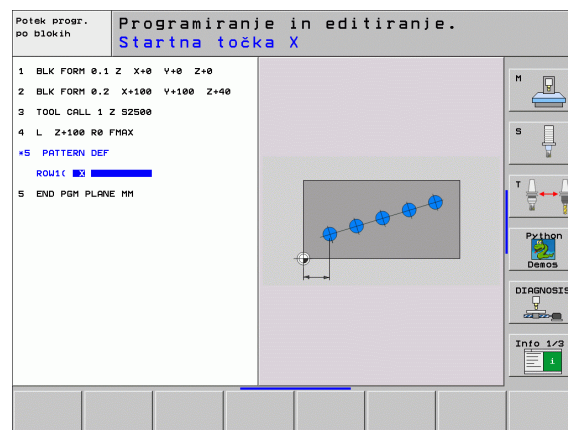 Potek progr.
po blokih
Programiranje in editiranje.
Startna točka X
1 BLK FORM 0.1 Z X+0 Y+0 Z+0
2 BLK FORM 0.2 X+100 Y+100 Z+40
3 TOOL CALL 1 Z S2500
4 L Z+100 R0 FMAX
*5 PATTERN DEF
ROW1( X
5 END PGM PLANE MM
M
S
T
Python
Demos
DIAGNOSIS
Info 1/3
i